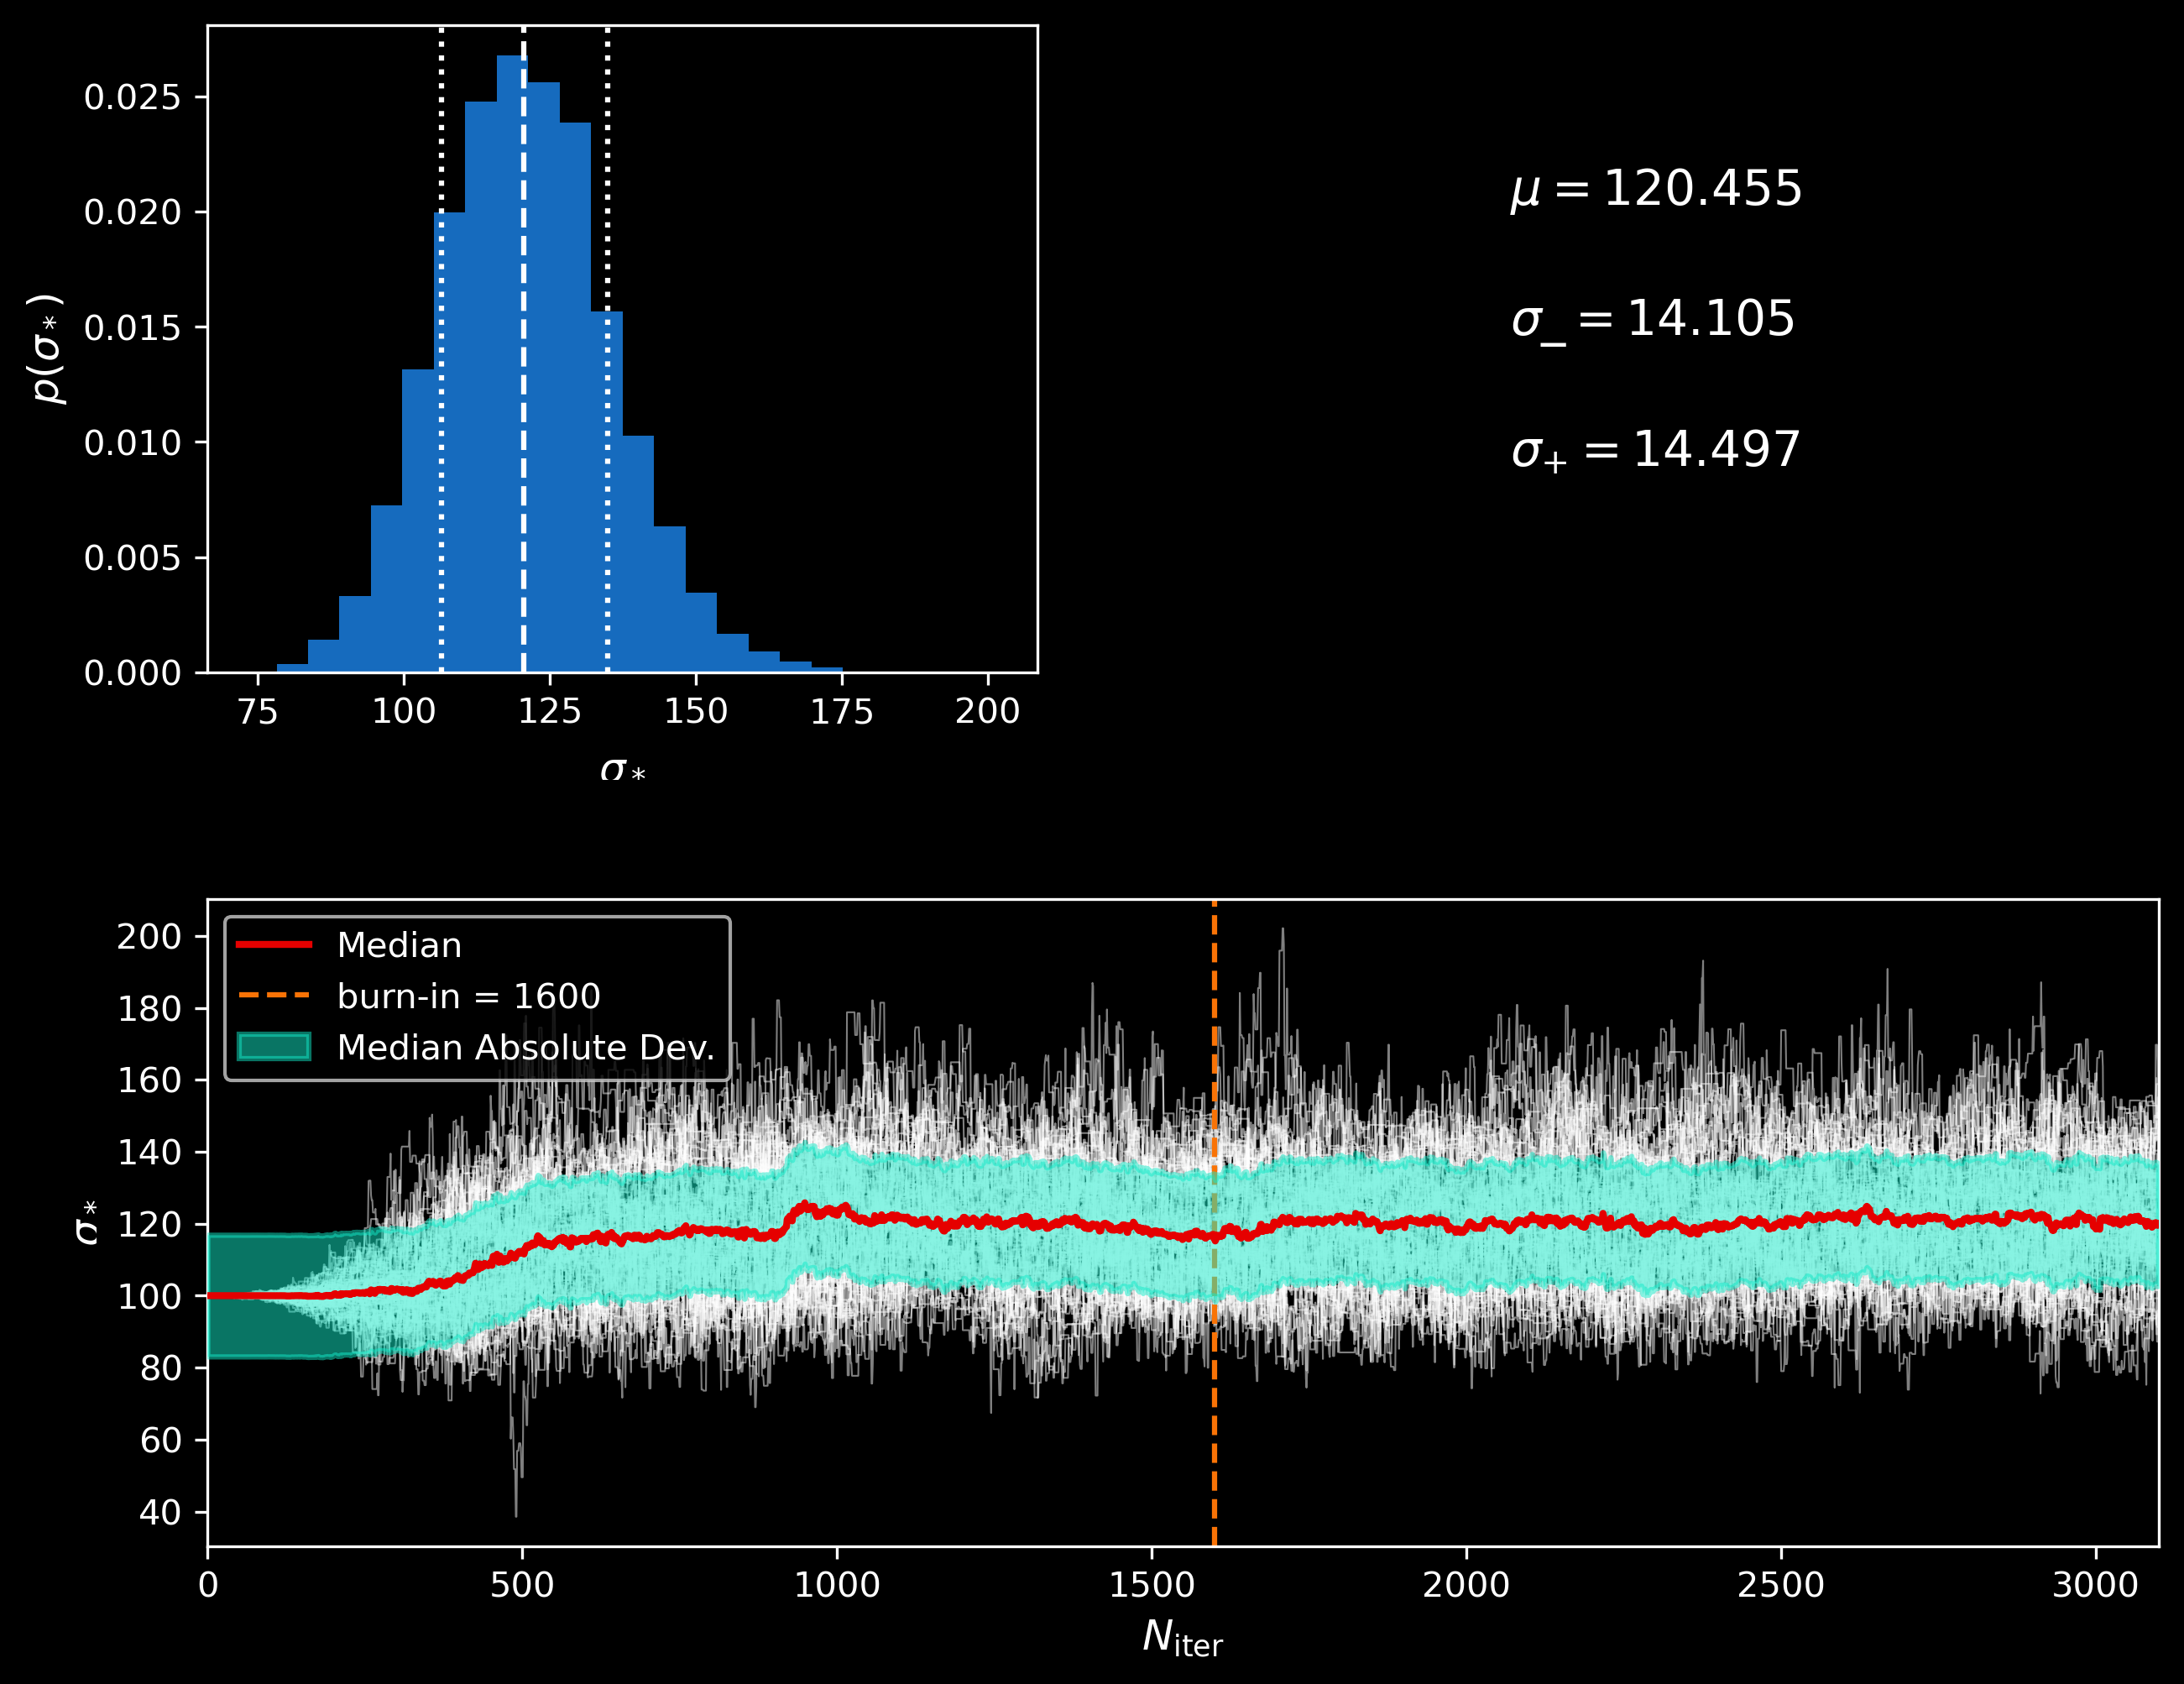 0.025
0.020
0.015
0.010
0.005
0.000
p(σ*)
75 100 125 150 175 200
σ*
μ = 120.455
σ_ = 14.105
σ+ = 14.497
Median
burn-in = 1600
Median Absolute Dev.
200
180
160
140
120
100
80
60
40
σ*
0 500 1000 1500 2000 2500 3000
Niter